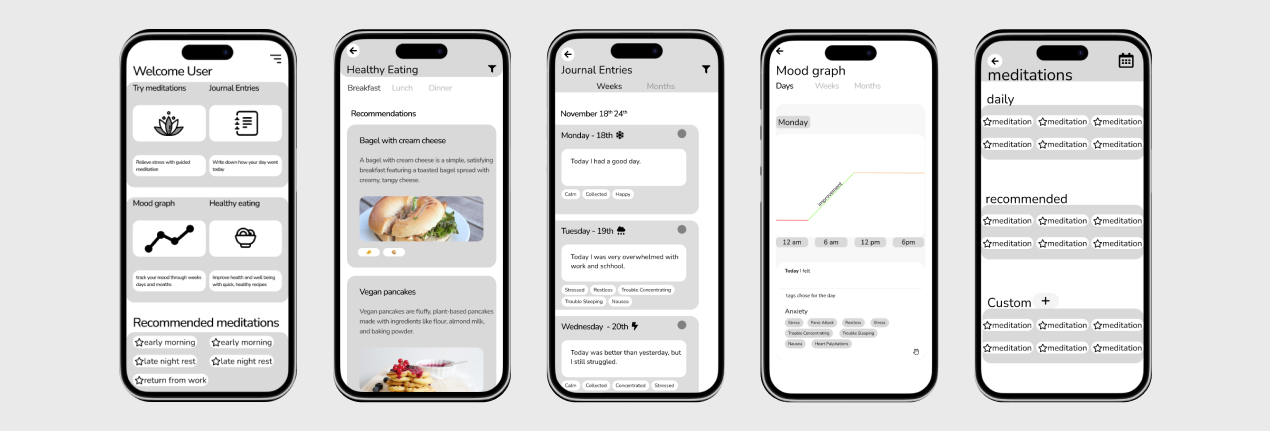 Welcome User
Try meditations
Journal Entries
Relieve stress with guided
meditation
Write down how your day went
today
Mood graph
Healthy eating
track your mood through weeks
days and months
Improve health and well being
with quick, healthy recipes
Recommended meditations
early morning
early morning
late night rest
late night rest
return from work
Healthy Eating
Breakfast Lunch Dinner
Recommendations
Bagel with cream cheese
A bagel with cream cheese is a simple, satisfying
breakfast featuring a toasted bagel spread with
creamy, tangy cheese.
Vegan pancakes
Vegan pancakes are fluffy, plant-based pancakes
made with ingredients like flour, almond milk,
and baking powder.
Journal Entries
Weeks Months
November 18th 24th
Monday - 18th
Today I had a good day.
Calm Collected Happy
Tuesday - 19th
Today I was very overwhelmed with
work and schhool.
Stressed Restless Trouble Concentrating
Trouble Sleeping Nausea
Wednesday - 20th
Today was better than yesterday, but
I still struggled.
Calm Collected Concentrated Stressed
Mood graph
Days Weeks Months
Monday
improvement
12 am 6 am 12 pm 6pm
Today I felt
tags chose for the day
Anxiety
Stress Panic Attack Restless Stress
Trouble Concentrating Trouble Sleeping
Nausea Heart Palpitations
meditations
daily
meditation meditation meditation
meditation meditation meditation
recommended
meditation meditation meditation
meditation meditation meditation
Custom +
meditation meditation meditation
meditation meditation meditation